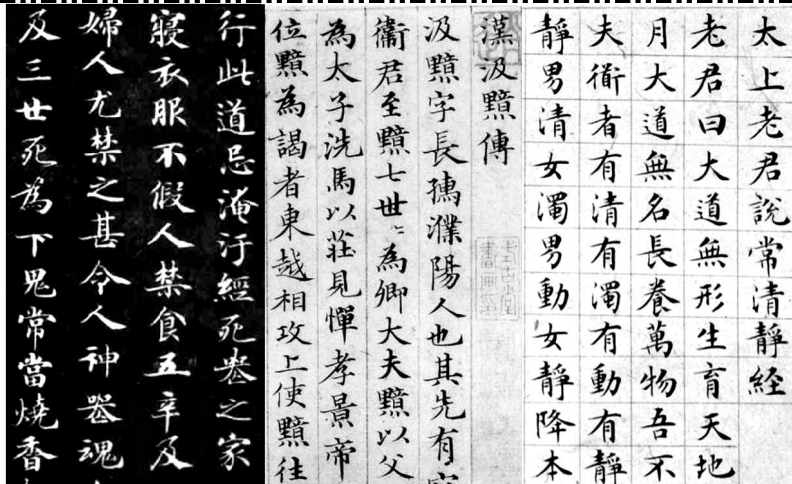 太上老君說常清靜経
老君曰大道無形生育天地
月大道無名長養萬物吾不
夫衜者有清有濁有動有靜
靜男清女濁男動女靜降本
漢汲黯傳
汲黯字長孺濮陽人也其先有
衞君至黯七世〻為卿大夫黯以父
為太子洗馬以莊見憚孝景帝
位黯為謁者東越相攻上使黯往
行此道忌淹汙經死喪之家
寢衣服不假人禁食五辛及
婦人尤禁之甚令人神喪魂
及三世死爲下鬼常當燒香